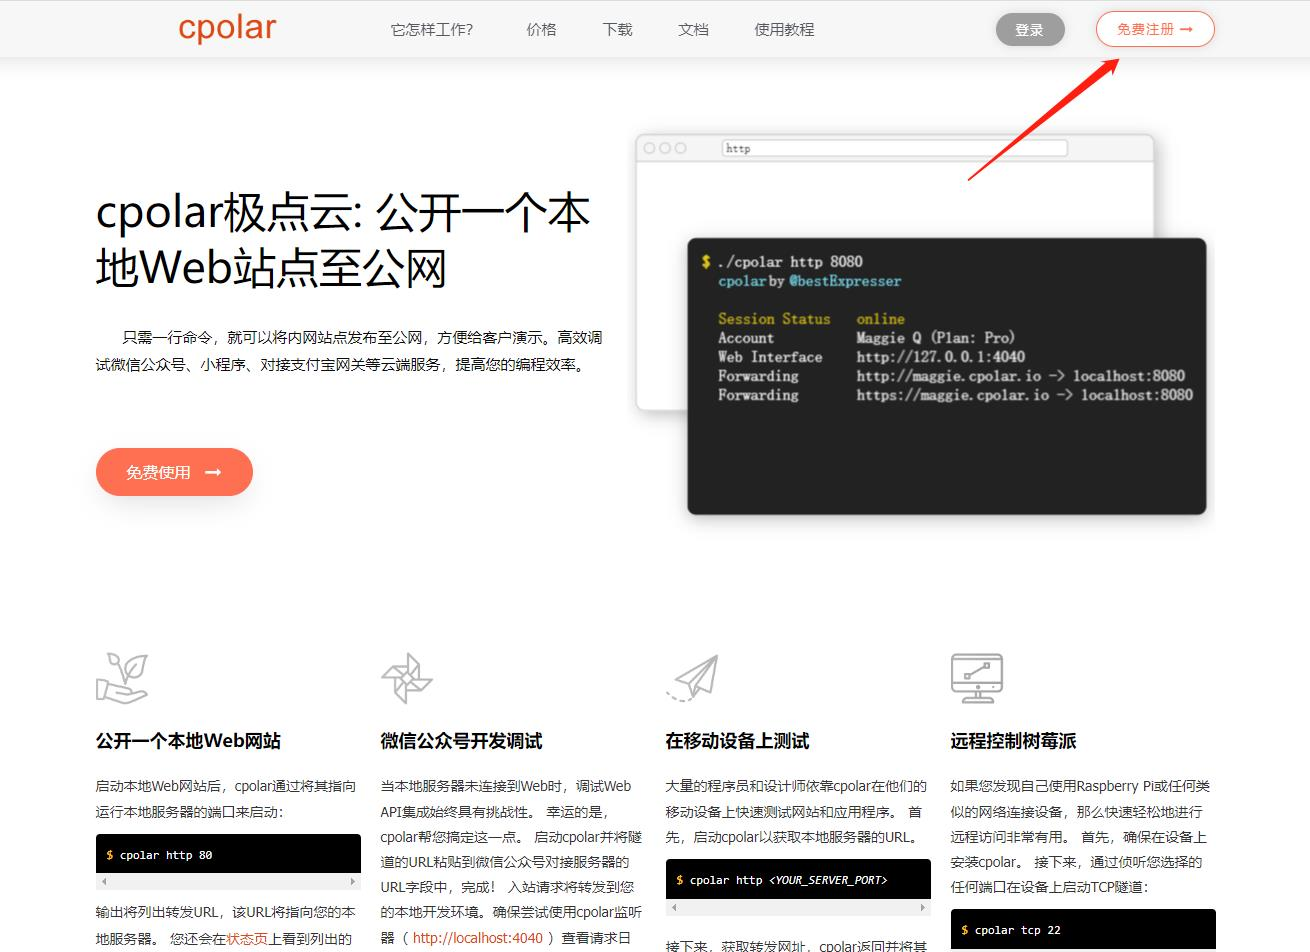 cpolar
它怎样工作?
价格
下载
文档
使用教程
登录
免费注册 →
http
cpolar极点云: 公开一个本
地Web站点至公网
只需一行命令，就可以将内网站点发布至公网，方便给客户演示。高效调
试微信公众号、小程序、对接支付宝网关等云端服务，提高您的编程效率。
免费使用 →
$ ./cpolar http 8080
cpolar by @bestExpresser
Session Status online
Account Maggie Q (Plan: Pro)
Web Interface http://127.0.0.1:4040
Forwarding http://maggie.cpolar.io -> localhost:8080
Forwarding https://maggie.cpolar.io -> localhost:8080
公开一个本地Web网站
启动本地Web网站后，cpolar通过将其指向
运行本地服务器的端口来启动：
$ cpolar http 80
输出将列出转发URL，该URL将指向您的本
地服务器。 您还会在状态页上看到列出的
微信公众号开发调试
当本地服务器未连接到Web时，调试Web
API集成始终具有挑战性。 幸运的是，
cpolar帮您搞定这一点。 启动cpolar并将隧
道的URL粘贴到微信公众号对接服务器的
URL字段中，完成！ 入站请求将转发到您
的本地开发环境。确保尝试使用cpolar监听
器（ http://localhost:4040 ）查看请求日
在移动设备上测试
大量的程序员和设计师依靠cpolar在他们的
移动设备上快速测试网站和应用程序。 首
先，启动cpolar以获取本地服务器的URL。
$ cpolar http <YOUR_SERVER_PORT>
接下来，获取转发网址，cpolar返回并将其
远程控制树莓派
如果您发现自己使用Raspberry Pi或任何类
似的网络连接设备，那么快速轻松地进行
远程访问非常有用。 首先，确保在设备上
安装cpolar。 接下来，通过侦听您选择的
任何端口在设备上启动TCP隧道：
$ cpolar tcp 22